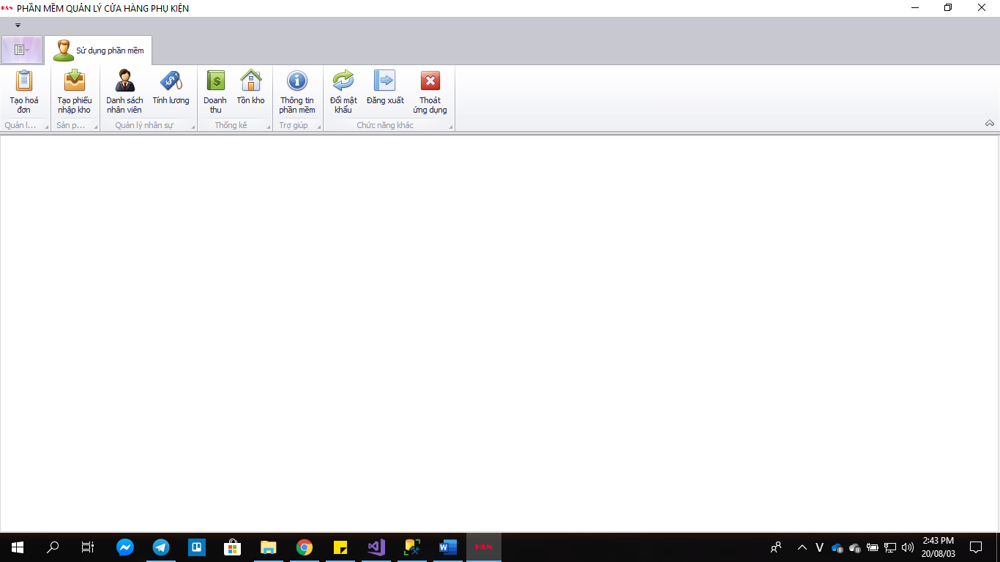 PHẦN MỀM QUẢN LÝ CỬA HÀNG PHỤ KIỆN
Sử dụng phần mềm
Tạo hoá
đơn
Tạo phiếu
nhập kho
Danh sách
nhân viên
Tính lương
Doanh
thu
Tồn kho
Thông tin
phần mềm
Đổi mật
khẩu
Đăng xuất
Thoát
ứng dụng
Quản l...
Sản p...
Quản lý nhân sự
Thống kê
Trợ giúp
Chức năng khác
V
2:43 PM
20/08/03